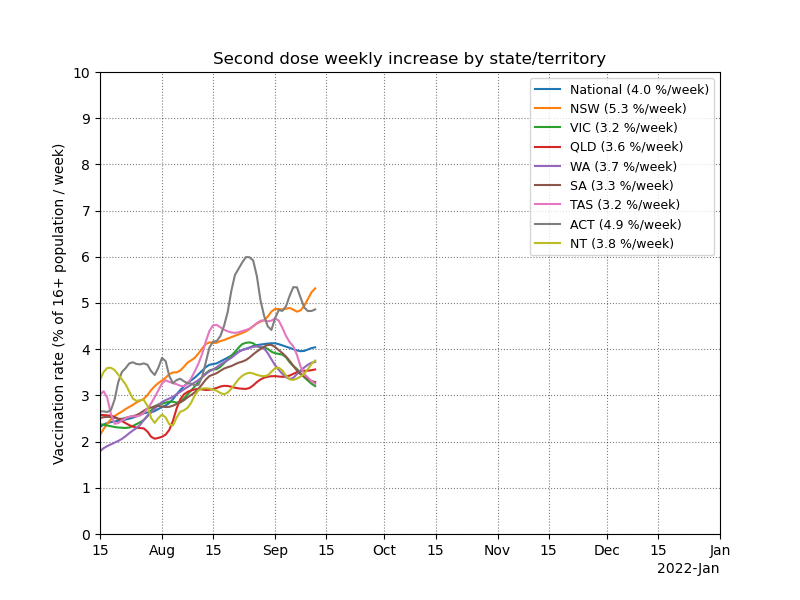 Second dose weekly increase by state/territory
Vaccination rate (% of 16+ population / week)
10
9
8
7
6
5
4
3
2
1
0
National (4.0 %/week)
NSW (5.3 %/week)
VIC (3.2 %/week)
QLD (3.6 %/week)
WA (3.7 %/week)
SA (3.3 %/week)
TAS (3.2 %/week)
ACT (4.9 %/week)
NT (3.8 %/week)
15 Aug 15 Sep 15 Oct 15 Nov 15 Dec 15 Jan
2022-Jan